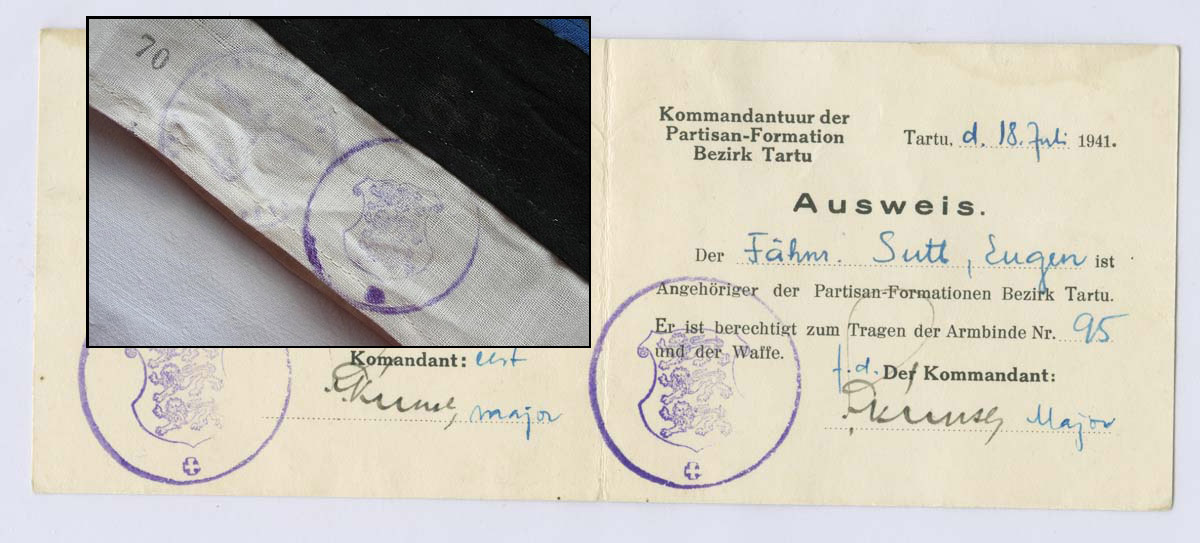 70
Komandant: eest
major
Kommandantuur der
Partisan-Formation
Bezirk Tartu
Tartu, d. 18. Juli 1941.
Ausweis.
Der Fähnr. Sutt, Eugen ist
Angehöriger der Partisan-Formationen Bezirk Tartu.
Er ist berechtigt zum Tragen der Armbinde Nr. 95
und der Waffe.
f.d. Der Kommandant:
Major